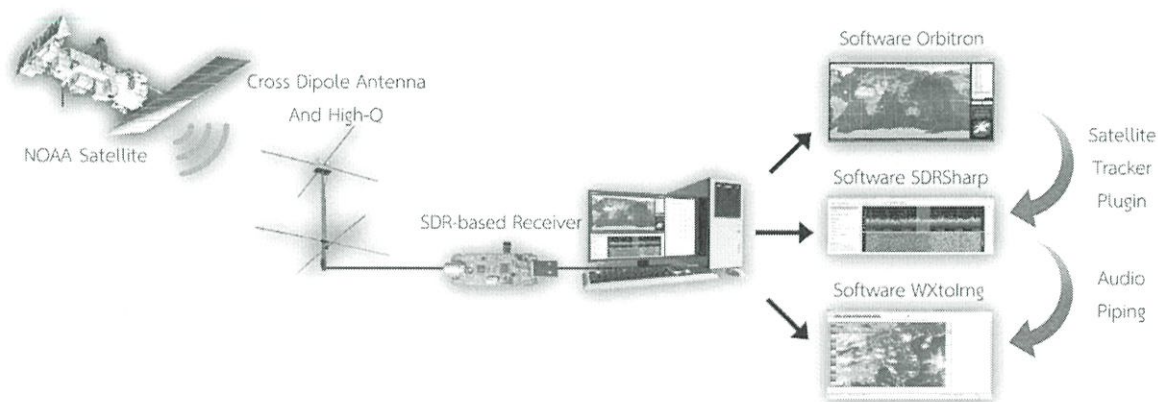 NOAA Satellite
Cross Dipole Antenna
And High-Q
SDR-based Receiver
Software Orbitron
Satellite
Tracker
Plugin
Software SDRSharp
Audio
Piping
Software WXtoImg